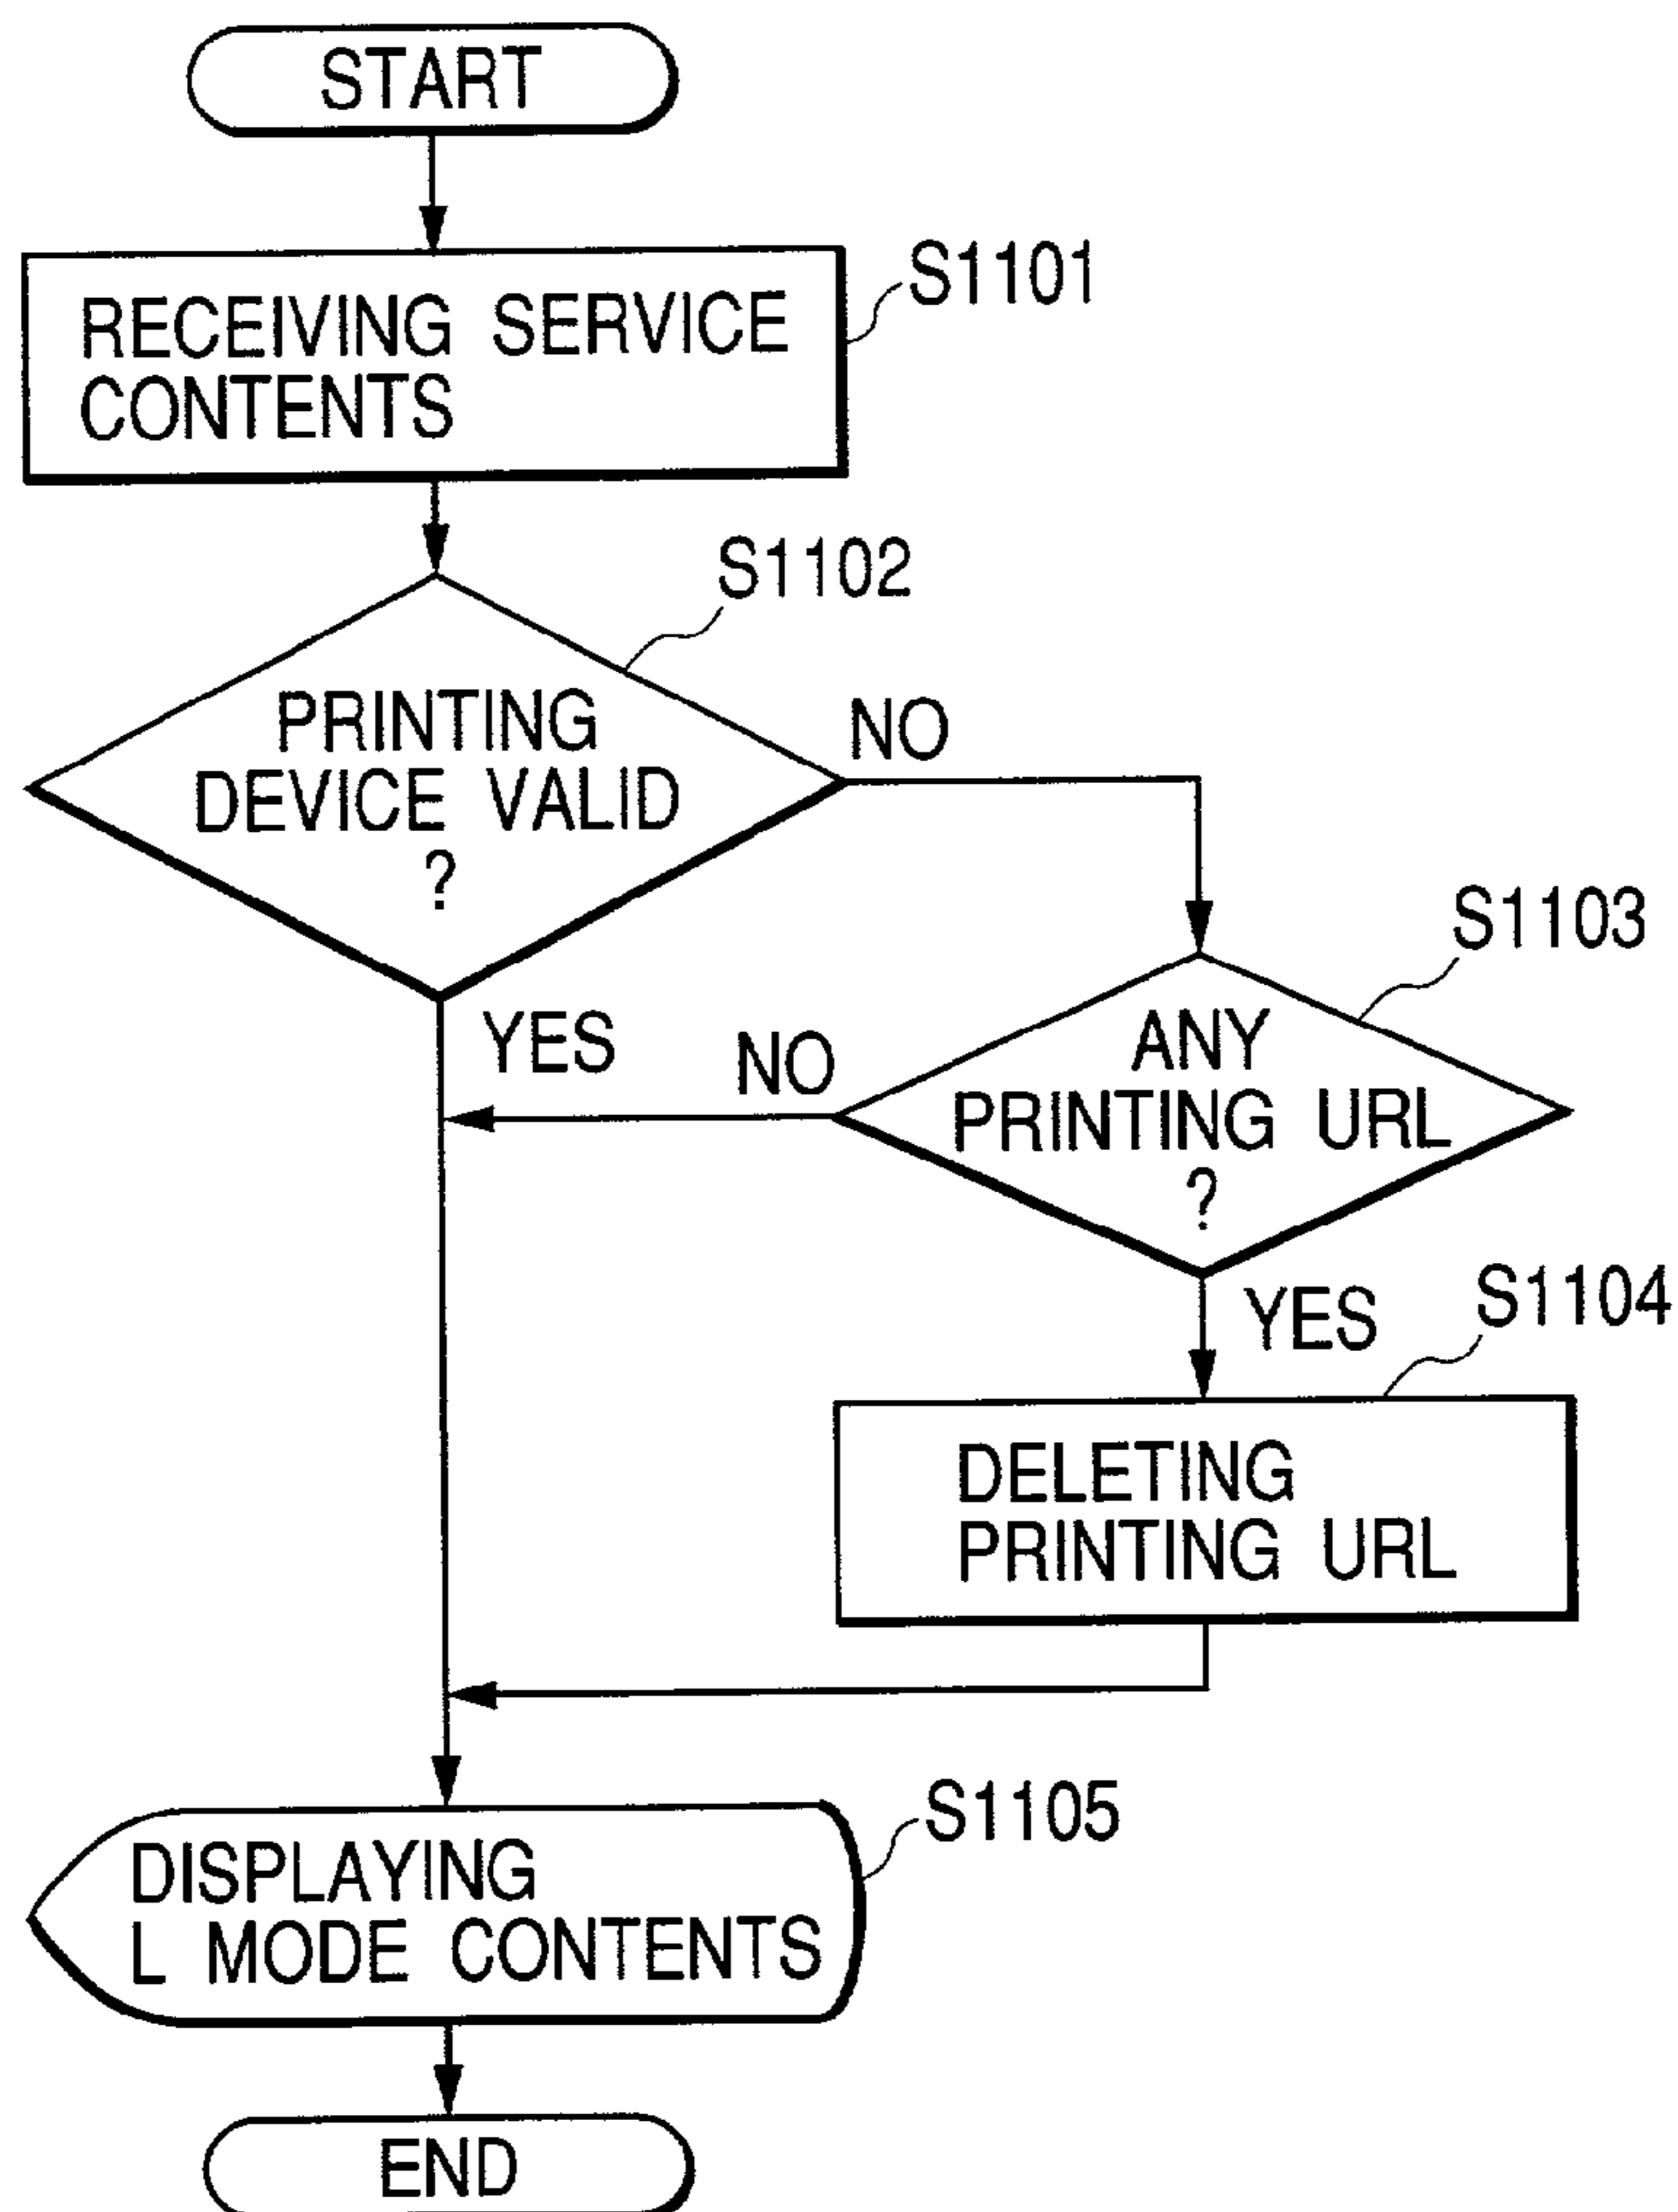 START
S1101
RECEIVING SERVICE
CONTENTS
S1102
PRINTING
DEVICE VALID
?
NO
YES
S1103
ANY
PRINTING URL
?
NO
YES
S1104
DELETING
PRINTING URL
S1105
DISPLAYING
L MODE CONTENTS
END